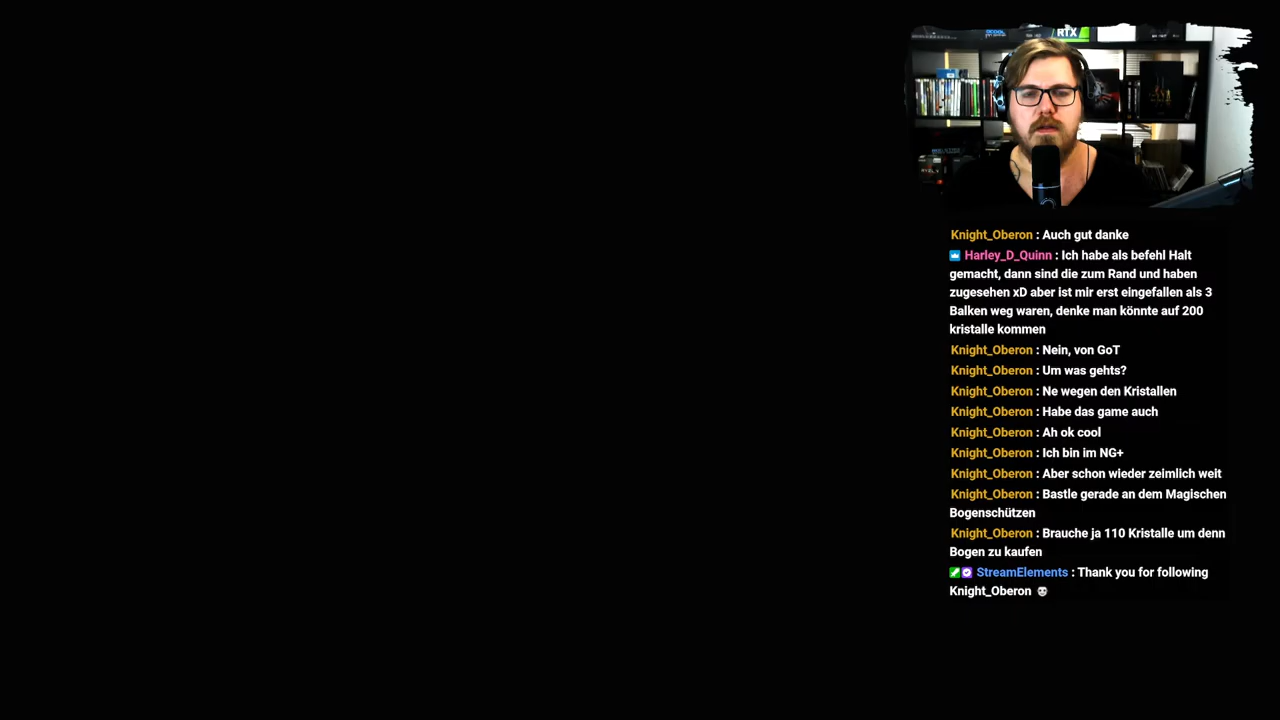 RTX
Knight_Oberon : Auch gut danke
Harley_D_Quinn : Ich habe als befehl Halt
gemacht, dann sind die zum Rand und haben
zugesehen xD aber ist mir erst eingefallen als 3
Balken weg waren, denke man könnte auf 200
kristalle kommen
Knight_Oberon : Nein, von GoT
Knight_Oberon : Um was gehts?
Knight_Oberon : Ne wegen den Kristallen
Knight_Oberon : Habe das game auch
Knight_Oberon : Ah ok cool
Knight_Oberon : Ich bin im NG+
Knight_Oberon : Aber schon wieder zeimlich weit
Knight_Oberon : Bastle gerade an dem Magischen
Bogenschützen
Knight_Oberon : Brauche ja 110 Kristalle um denn
Bogen zu kaufen
StreamElements : Thank you for following
Knight_Oberon